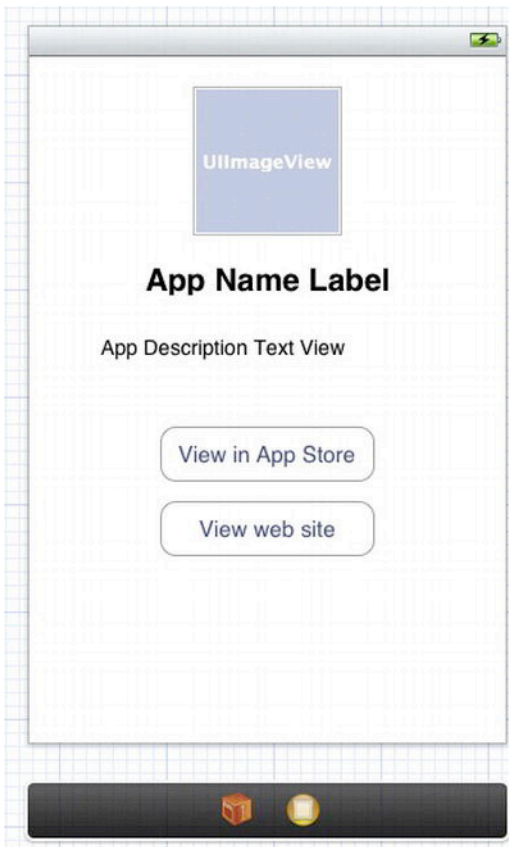 UIImageView
App Name Label
App Description Text View
View in App Store
View web site